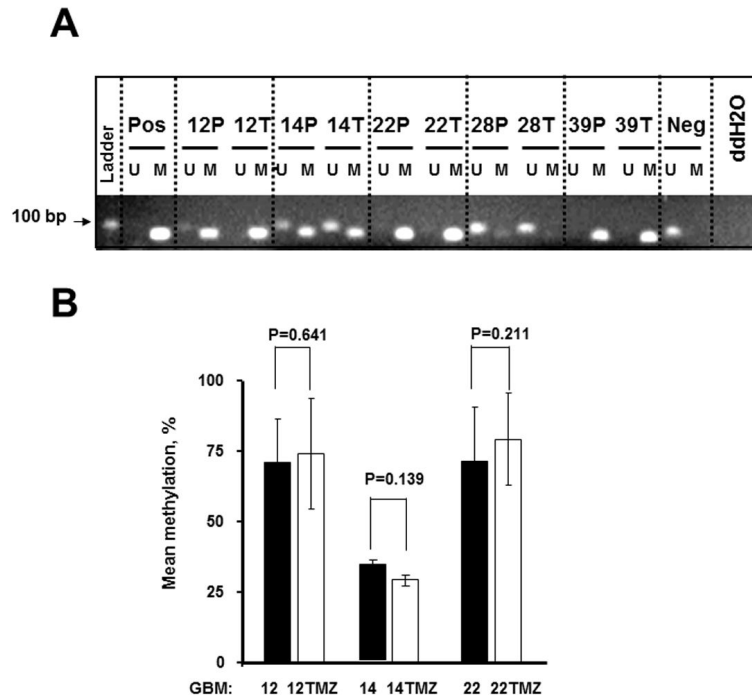 A
Ladder
Pos 12P 12T 14P 14T 22P 22T 28P 28T 39P 39T Neg
ddH2O
U M U M U M U M U M U M U M U M U M U M U M U M
100 bp
B
P=0.641
P=0.211
P=0.139
Mean methylation, %
100
75
50
25
0
GBM: 12 12TMZ 14 14TMZ 22 22TMZ